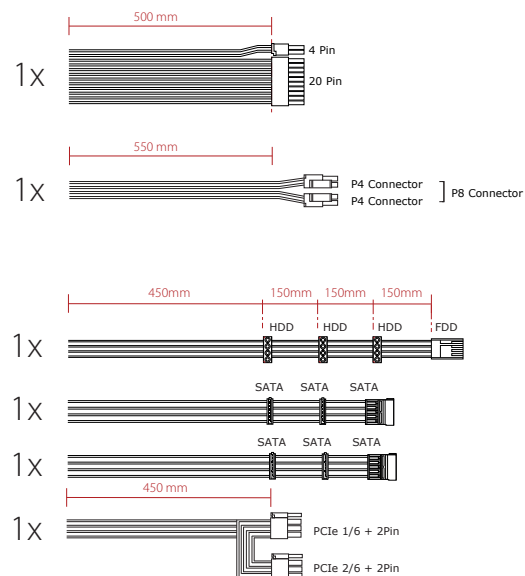 500 mm
4 Pin
1x
20 Pin
550 mm
1x
P4 Connector
P4 Connector
P8 Connector
450mm 150mm 150mm 150mm
HDD HDD HDD FDD
1x
SATA SATA SATA
1x
SATA SATA SATA
1x
450 mm
1x
PCIe 1/6 + 2Pin
PCIe 2/6 + 2Pin